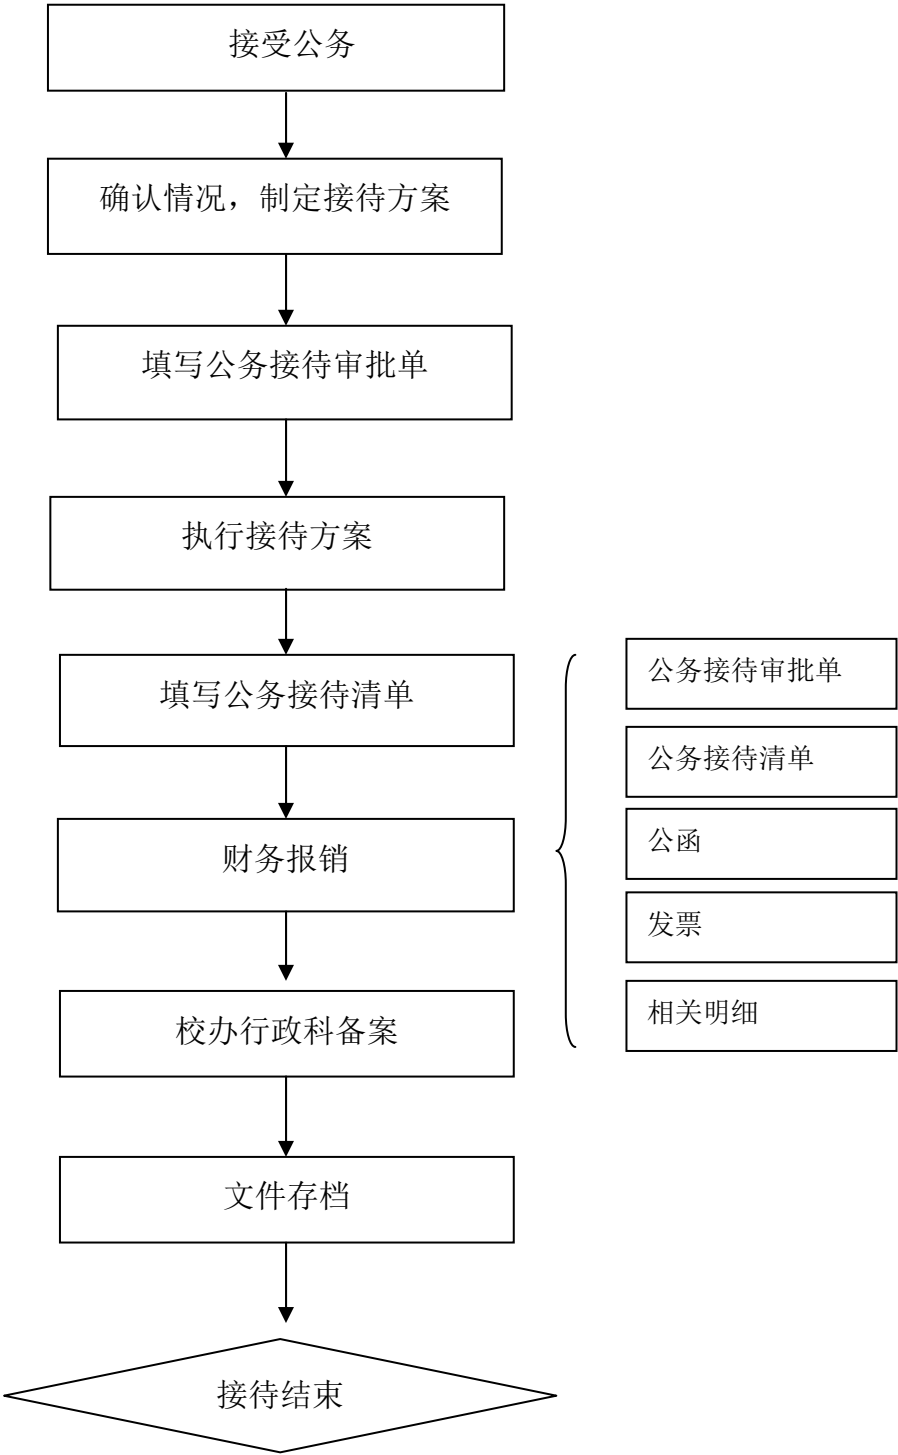 接受公务
确认情况，制定接待方案
填写公务接待审批单
执行接待方案
填写公务接待清单
财务报销
公务接待审批单
公务接待清单
公函
发票
相关明细
校办行政科备案
文件存档
接待结束